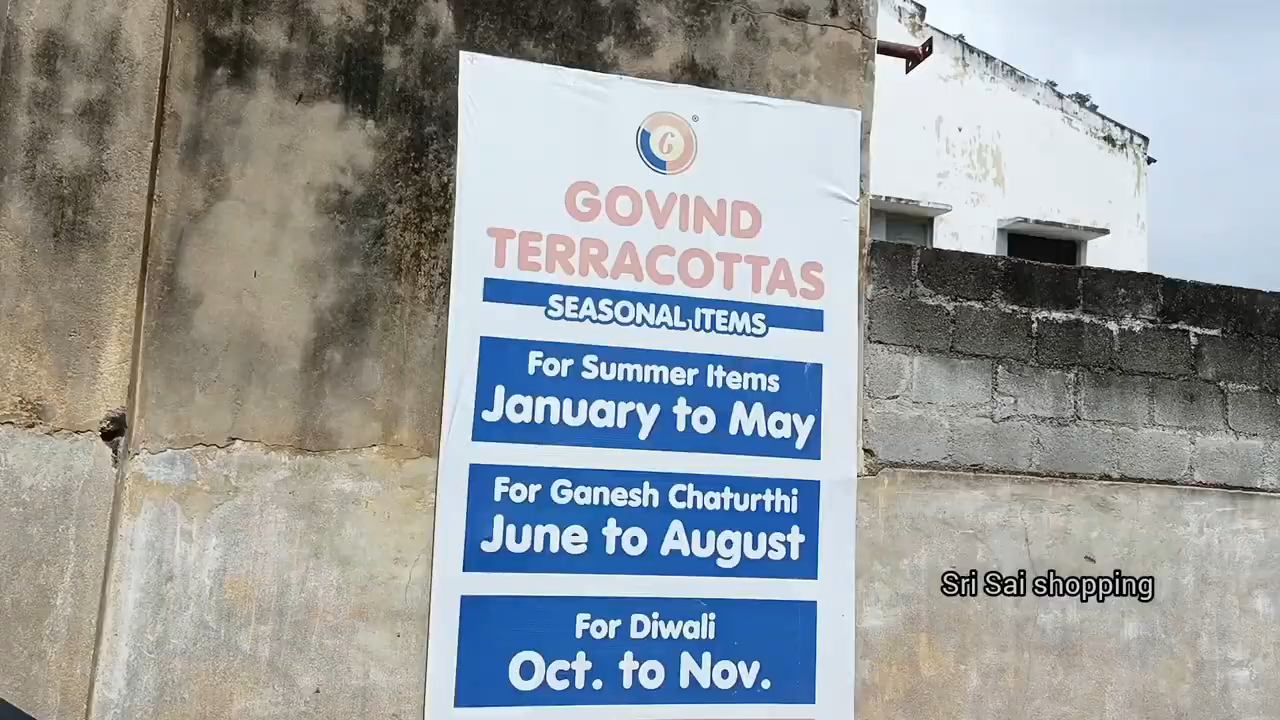 G
GOVIND
TERRACOTTAS
SEASONAL ITEMS
For Summer Items
January to May
For Ganesh Chaturthi
June to August
For Diwali
Oct. to Nov.
Sri Sai shopping